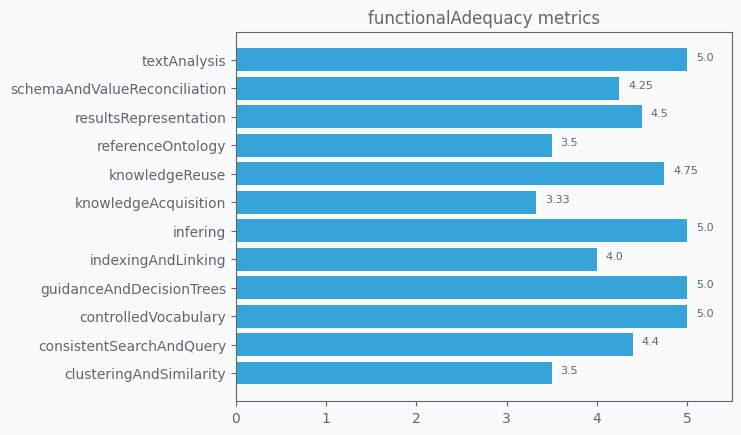 functionalAdequacy metrics
textAnalysis 5.0
schemaAndValueReconciliation 4.25
resultsRepresentation 4.5
referenceOntology 3.5
knowledgeReuse 4.75
knowledgeAcquisition 3.33
infering 5.0
indexingAndLinking 4.0
guidanceAndDecisionTrees 5.0
controlledVocabulary 5.0
consistentSearchAndQuery 4.4
clusteringAndSimilarity 3.5
0 1 2 3 4 5